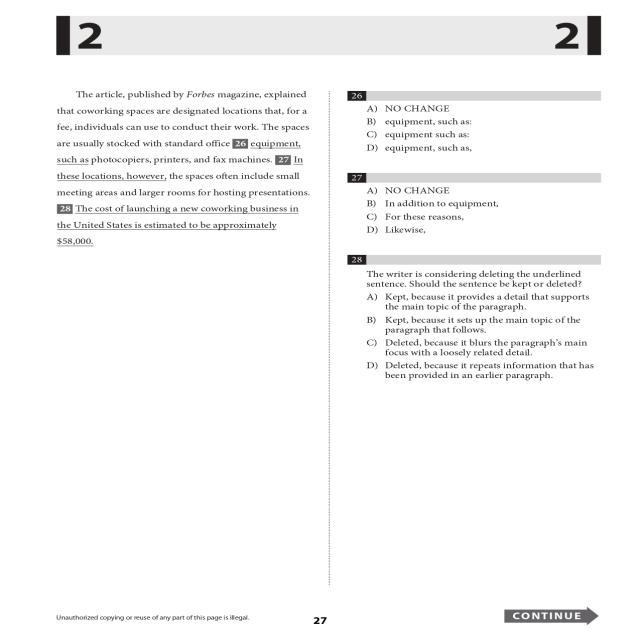 2
2
The article, published by Forbes magazine, explained
that coworking spaces are designated locations that, for a
fee, individuals can use to conduct their work. The spaces
are usually stocked with standard office 26 equipment,
such as photocopiers, printers, and fax machines. 27 In
these locations, however, the spaces often include small
meeting areas and larger rooms for hosting presentations.
28 The cost of launching a new coworking business in
the United States is estimated to be approximately
$58,000.
26
A) NO CHANGE
B) equipment, such as:
C) equipment such as:
D) equipment, such as,
27
A) NO CHANGE
B) In addition to equipment,
C) For these reasons,
D) Likewise,
28
The writer is considering deleting the underlined
sentence. Should the sentence be kept or deleted?
A) Kept, because it provides a detail that supports
the main topic of the paragraph.
B) Kept, because it sets up the main topic of the
paragraph that follows.
C) Deleted, because it blurs the paragraph's main
focus with a loosely related detail.
D) Deleted, because it repeats information that has
been provided in an earlier paragraph.
Unauthorized copying or reuse of any part of this page is illegal.
27
CONTINUE